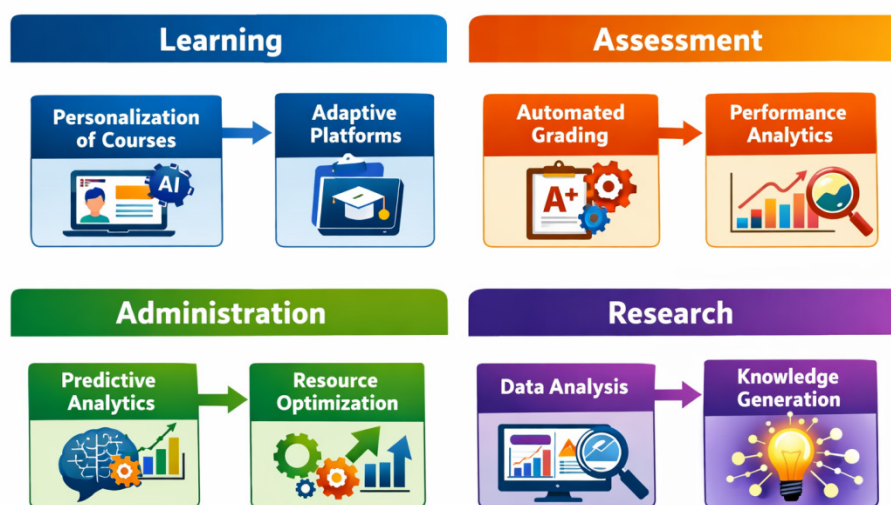 Learning
Personalization
of Courses
Adaptive
Platforms
AI
Assessment
Automated
Grading
Performance
Analytics
A+
Administration
Predictive
Analytics
Resource
Optimization
Research
Data Analysis
Knowledge
Generation